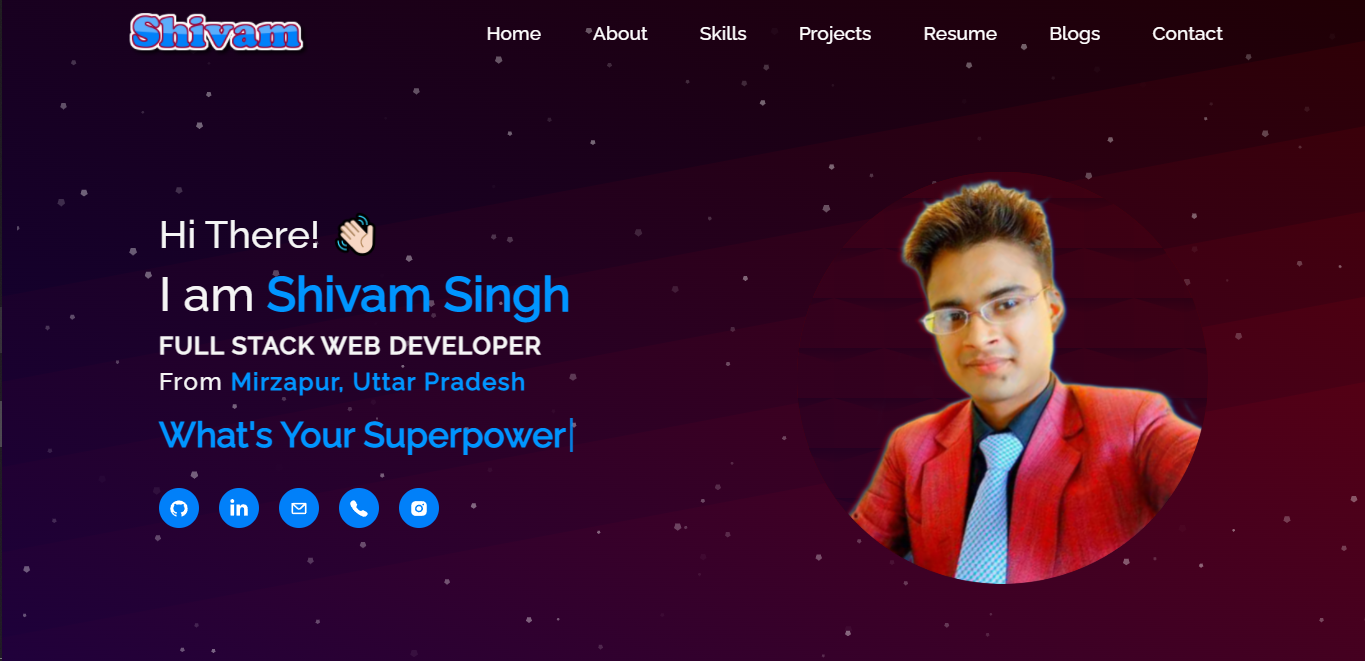 Shivam
Home About Skills Projects Resume Blogs Contact
Hi There! 👋🏻
I am Shivam Singh
FULL STACK WEB DEVELOPER
From Mirzapur, Uttar Pradesh
What's Your Superpower|
in